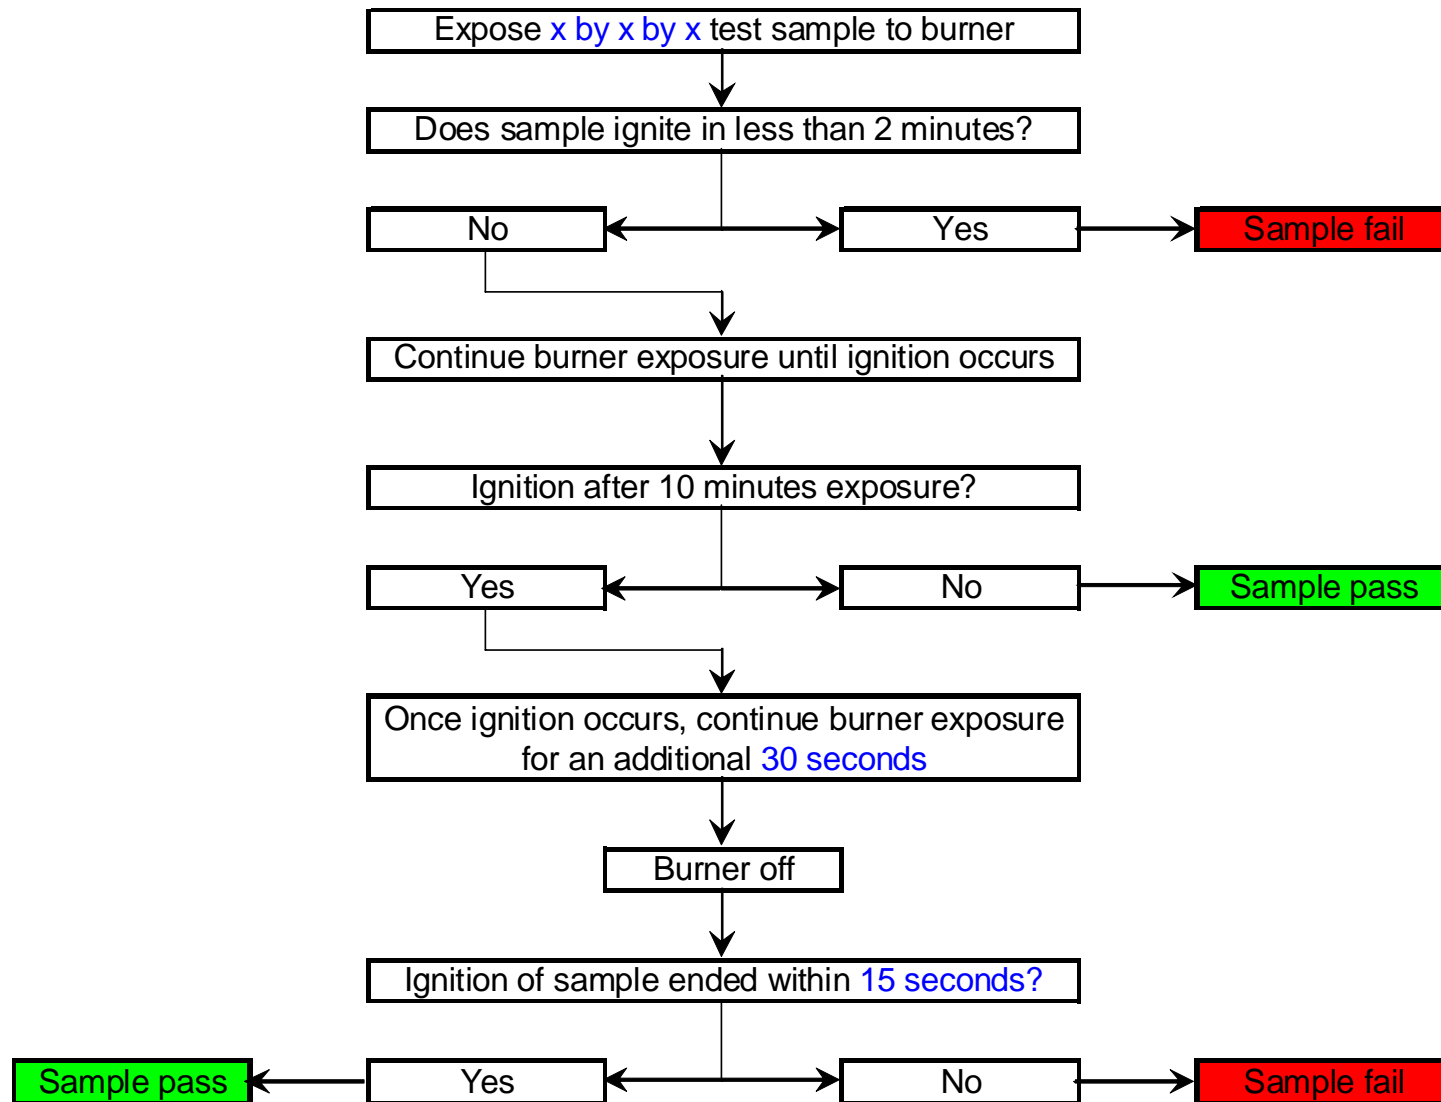 Expose x by x by x test sample to burner
Does sample ignite in less than 2 minutes?
No
Yes
Sample fail
Continue burner exposure until ignition occurs
Ignition after 10 minutes exposure?
Yes
No
Sample pass
Once ignition occurs, continue burner exposure
for an additional 30 seconds
Burner off
Ignition of sample ended within 15 seconds?
Sample pass
Yes
No
Sample fail